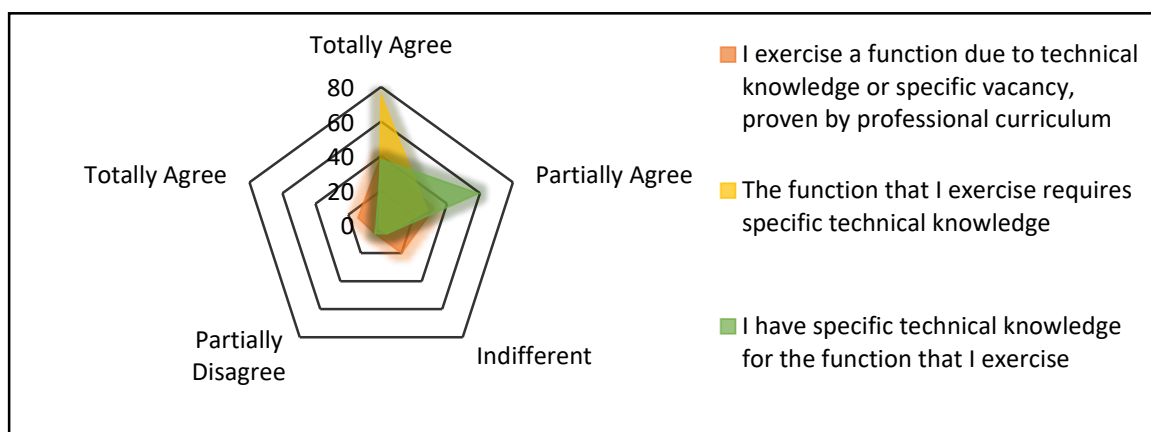 Totally Agree
80
60
40
20
0
Partially Agree
Indifferent
Partially
Disagree
Totally Agree
I exercise a function due to technical
knowledge or specific vacancy,
proven by professional curriculum
The function that I exercise requires
specific technical knowledge
I have specific technical knowledge
for the function that I exercise